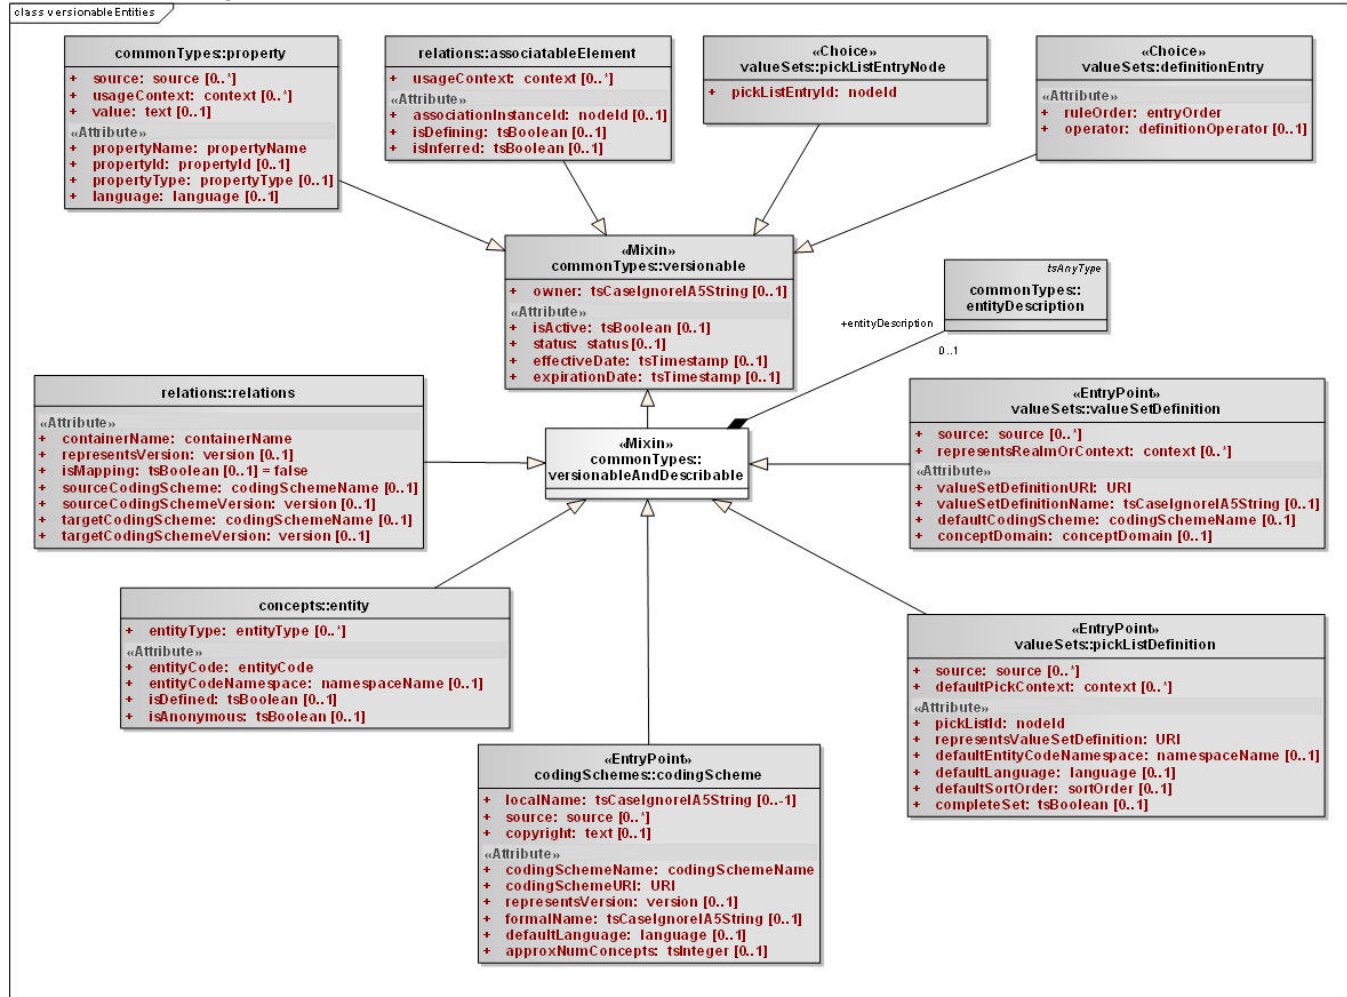 class versionableEntities
commonTypes::property
+ source: source [0..*]
+ usageContext: context [0..*]
+ value: text [0..1]
«Attribute»
+ propertyName: propertyName
+ propertyId: propertyId [0..1]
+ propertyType: propertyType [0..1]
+ language: language [0..1]
relations::associatableElement
+ usageContext: context [0..*]
«Attribute»
+ associationInstanceId: nodeId [0..1]
+ isDefining: tsBoolean [0..1]
+ isInferred: tsBoolean [0..1]
«Choice»
valueSets::pickListEntryNode
+ pickListEntryId: nodeId
«Choice»
valueSets::definitionEntry
«Attribute»
+ ruleOrder: entryOrder
+ operator: definitionOperator [0..1]
«Mixin»
commonTypes::versionable
+ owner: tsCaseIgnoreIA5String [0..1]
«Attribute»
+ isActive: tsBoolean [0..1]
+ status: status [0..1]
+ effectiveDate: tsTimestamp [0..1]
+ expirationDate: tsTimestamp [0..1]
tsAnyType
commonTypes::
entityDescription
+entityDescription
0..1
relations::relations
«Attribute»
+ containerName: containerName
+ representsVersion: version [0..1]
+ isMapping: tsBoolean [0..1] = false
+ sourceCodingScheme: codingSchemeName [0..1]
+ sourceCodingSchemeVersion: version [0..1]
+ targetCodingScheme: codingSchemeName [0..1]
+ targetCodingSchemeVersion: version [0..1]
«Mixin»
commonTypes::
versionableAndDescribable
«EntryPoint»
valueSets::valueSetDefinition
+ source: source [0..*]
+ representsRealmOrContext: context [0..*]
«Attribute»
+ valueSetDefinitionURI: URI
+ valueSetDefinitionName: tsCaseIgnoreIA5String [0..1]
+ defaultCodingScheme: codingSchemeName [0..1]
+ conceptDomain: conceptDomain [0..1]
concepts::entity
+ entityType: entityType [0..*]
«Attribute»
+ entityCode: entityCode
+ entityCodeNamespace: namespaceName [0..1]
+ isDefined: tsBoolean [0..1]
+ isAnonymous: tsBoolean [0..1]
«EntryPoint»
valueSets::pickListDefinition
+ source: source [0..*]
+ defaultPickContext: context [0..*]
«Attribute»
+ pickListId: nodeId
+ representsValueSetDefinition: URI
+ defaultEntityCodeNamespace: namespaceName [0..1]
+ defaultLanguage: language [0..1]
+ defaultSortOrder: sortOrder [0..1]
+ completeSet: tsBoolean [0..1]
«EntryPoint»
codingSchemes::codingScheme
+ localName: tsCaseIgnoreIA5String [0..-1]
+ source: source [0..*]
+ copyright: text [0..1]
«Attribute»
+ codingSchemeName: codingSchemeName
+ codingSchemeURI: URI
+ representsVersion: version [0..1]
+ formalName: tsCaseIgnoreIA5String [0..1]
+ defaultLanguage: language [0..1]
+ approxNumConcepts: tsInteger [0..1]